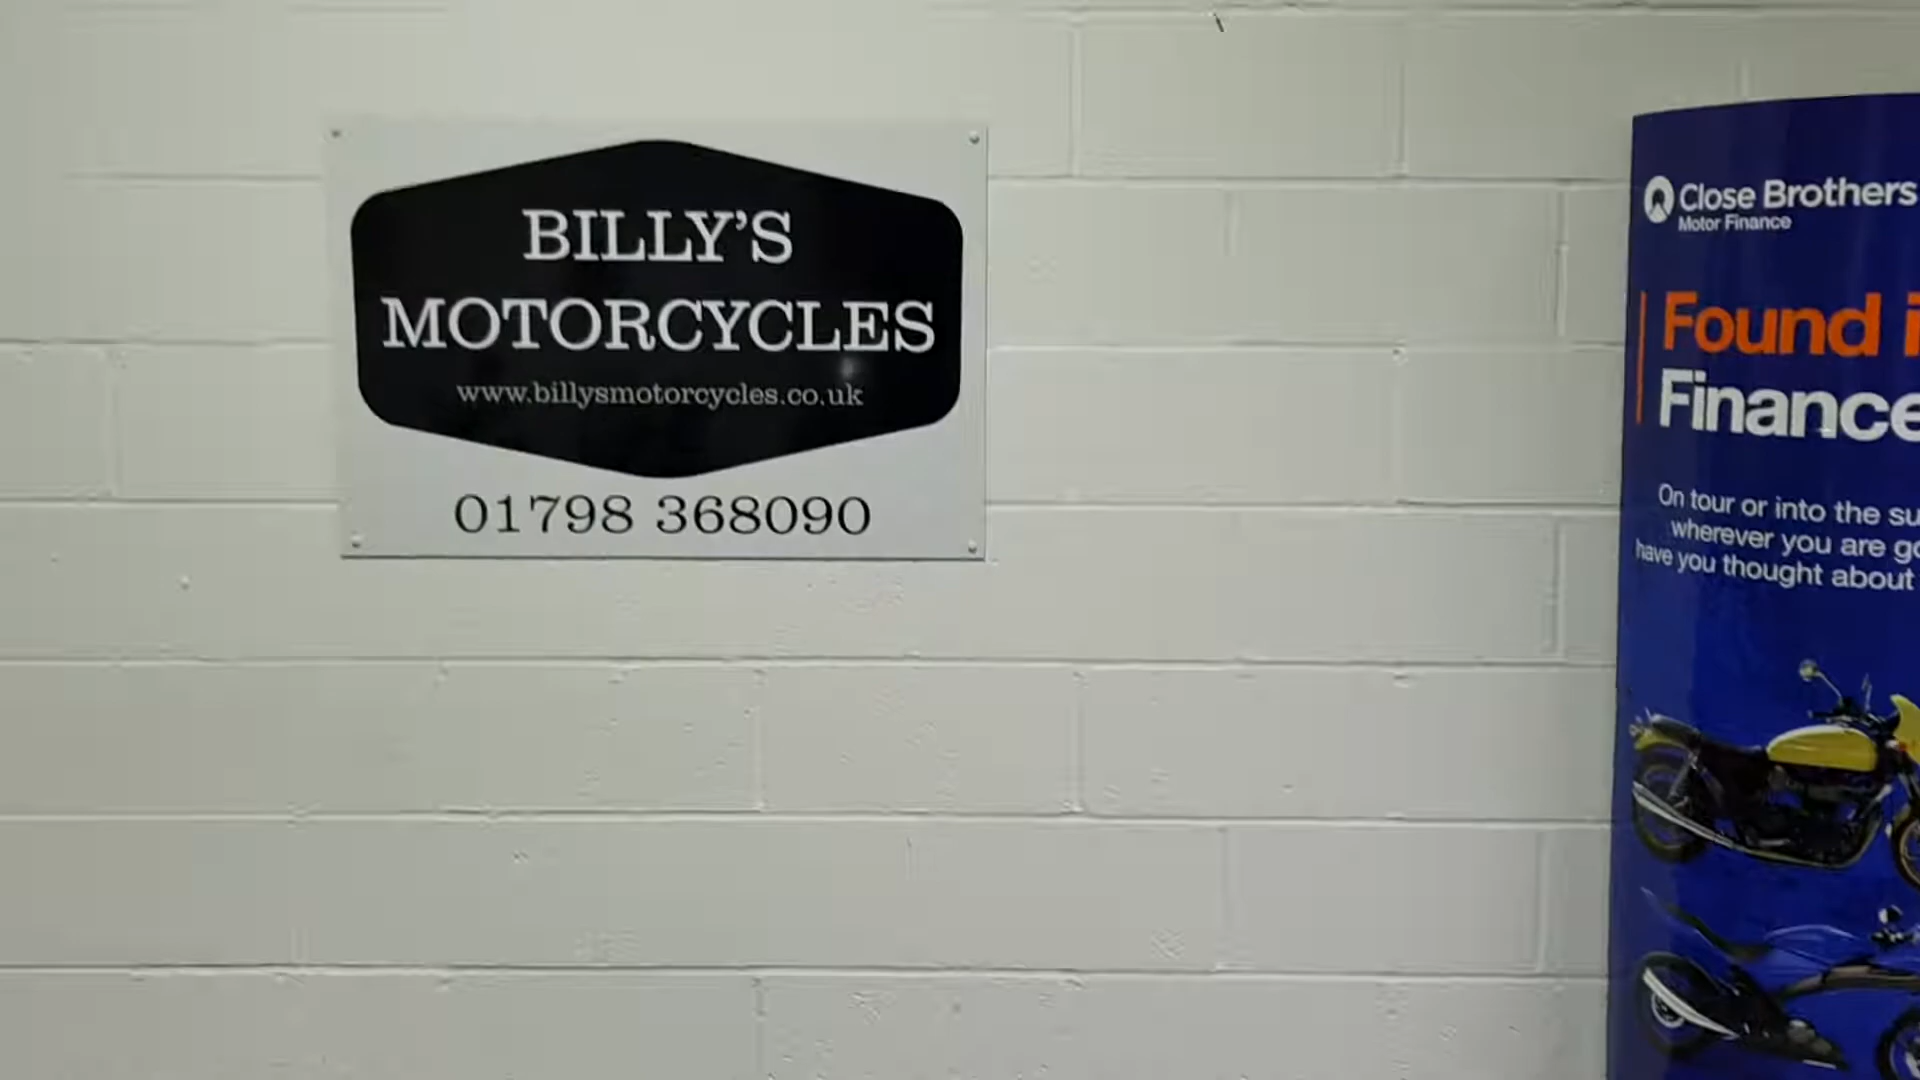 BILLY'S
MOTORCYCLES
www.billysmotorcycles.co.uk
01798 368090
Close Brothers
Motor Finance
Found
Finance
On tour or into the
wherever you are
have you thought about